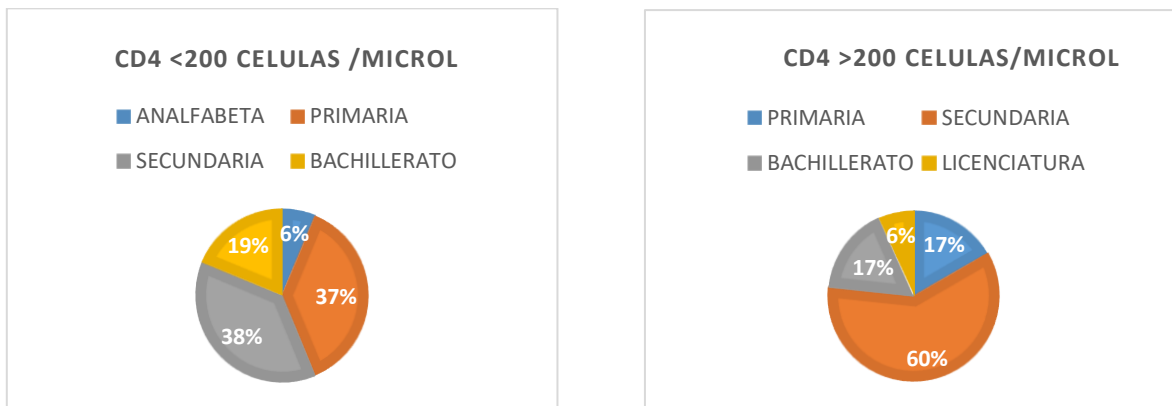 CD4 <200 CELULAS /MICROL
ANALFABETA PRIMARIA
SECUNDARIA BACHILLERATO
6%
19%
37%
38%
CD4 >200 CELULAS/MICROL
PRIMARIA SECUNDARIA
BACHILLERATO LICENCIATURA
6%
17%
17%
60%